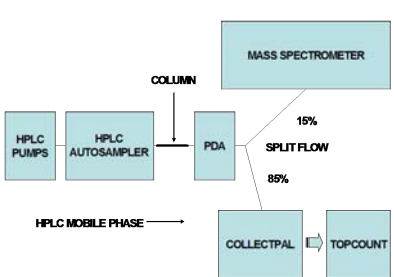 MASS SPECTROMETER
COLUMN
15%
HPLC
PUMPS
HPLC
AUTOSAMPLER
PDA
SPLIT FLOW
85%
HPLC MOBILE PHASE
COLLECTPAL
TOPCOUNT